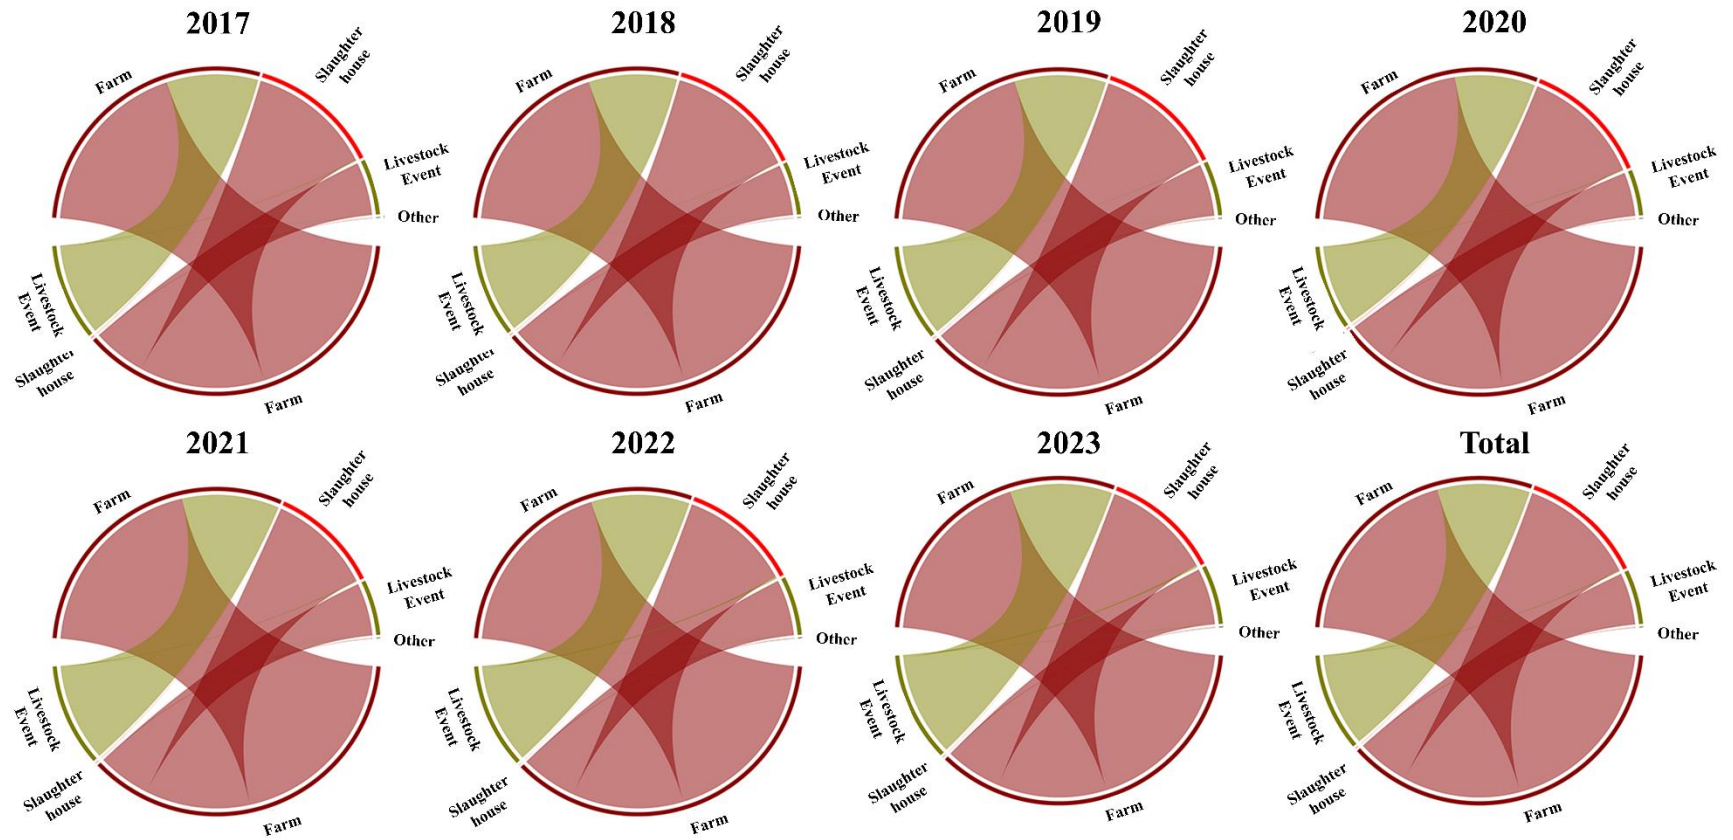 2017
Farm
Slaughter
house
Livestock
Event
Other
Livestock
Event
Slaughter
house
Farm
2018
Farm
Slaughter
house
Livestock
Event
Other
Livestock
Event
Slaughter
house
Farm
2019
Farm
Slaughter
house
Livestock
Event
Other
Livestock
Event
Slaughter
house
Farm
2020
Farm
Slaughter
house
Livestock
Event
Other
Livestock
Event
Slaughter
house
Farm
2021
Farm
Slaughter
house
Livestock
Event
Other
Livestock
Event
Slaughter
house
Farm
2022
Farm
Slaughter
house
Livestock
Event
Other
Livestock
Event
Slaughter
house
Farm
2023
Farm
Slaughter
house
Livestock
Event
Other
Livestock
Event
Slaughter
house
Farm
Total
Farm
Slaughter
house
Livestock
Event
Other
Livestock
Event
Slaughter
house
Farm